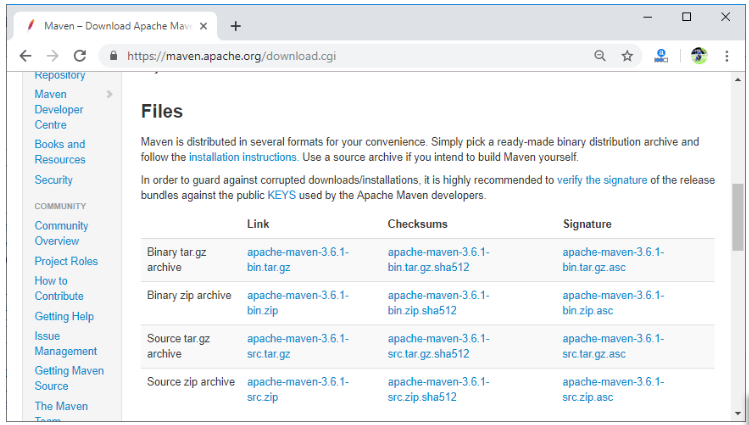 Maven – Download Apache Mav
https://maven.apache.org/download.cgi
Repository
Maven
Developer
Centre
Books and
Resources
Security
COMMUNITY
Community
Overview
Project Roles
How to
Contribute
Getting Help
Issue
Management
Getting Maven
Source
The Maven
Team
Files
Maven is distributed in several formats for your convenience. Simply pick a ready-made binary distribution archive and
follow the installation instructions. Use a source archive if you intend to build Maven yourself.
In order to guard against corrupted downloads/installations, it is highly recommended to verify the signature of the release
bundles against the public KEYS used by the Apache Maven developers.
Link Checksums Signature
Binary tar.gz apache-maven-3.6.1- apache-maven-3.6.1- apache-maven-3.6.1-
archive bin.tar.gz bin.tar.gz.sha512 bin.tar.gz.asc
Binary zip archive apache-maven-3.6.1- apache-maven-3.6.1- apache-maven-3.6.1-
bin.zip bin.zip.sha512 bin.zip.asc
Source tar.gz apache-maven-3.6.1- apache-maven-3.6.1- apache-maven-3.6.1-
archive src.tar.gz src.tar.gz.sha512 src.tar.gz.asc
Source zip archive apache-maven-3.6.1- apache-maven-3.6.1- apache-maven-3.6.1-
src.zip src.zip.sha512 src.zip.asc